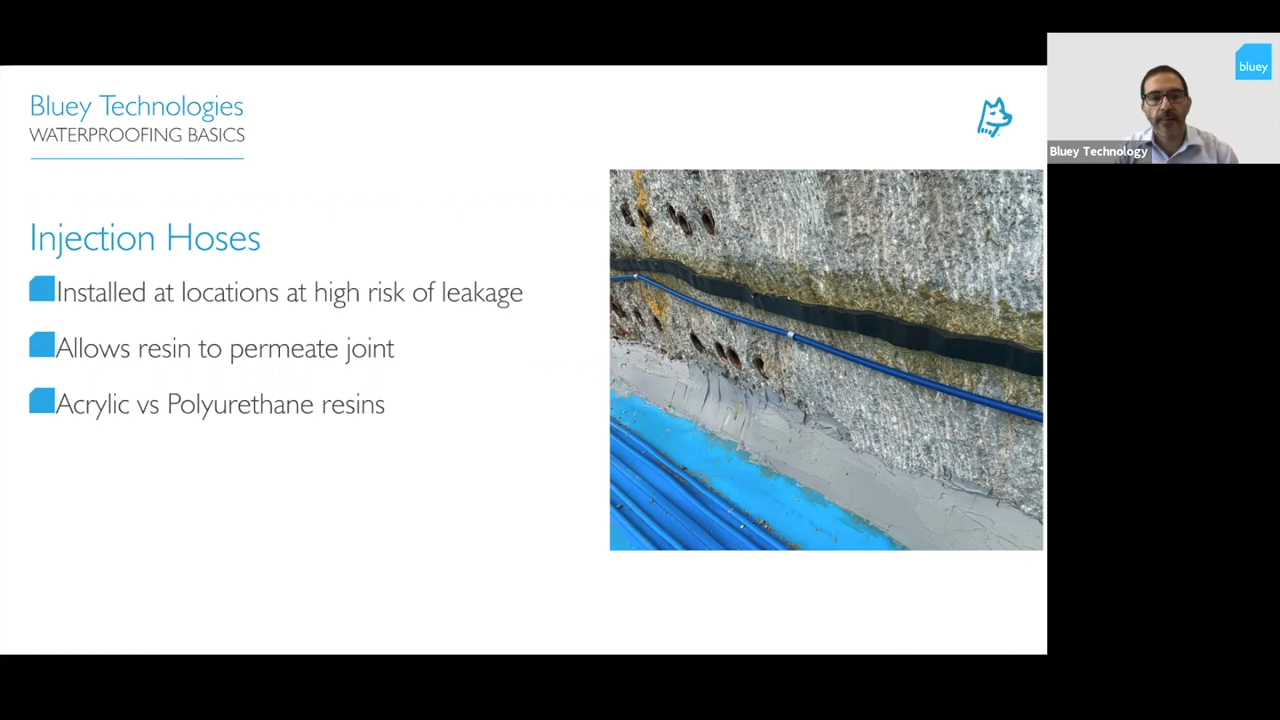 Bluey Technologies
WATERPROOFING BASICS
Injection Hoses
Installed at locations at high risk of leakage
Allows resin to permeate joint
Acrylic vs Polyurethane resins
bluey
Bluey Technology